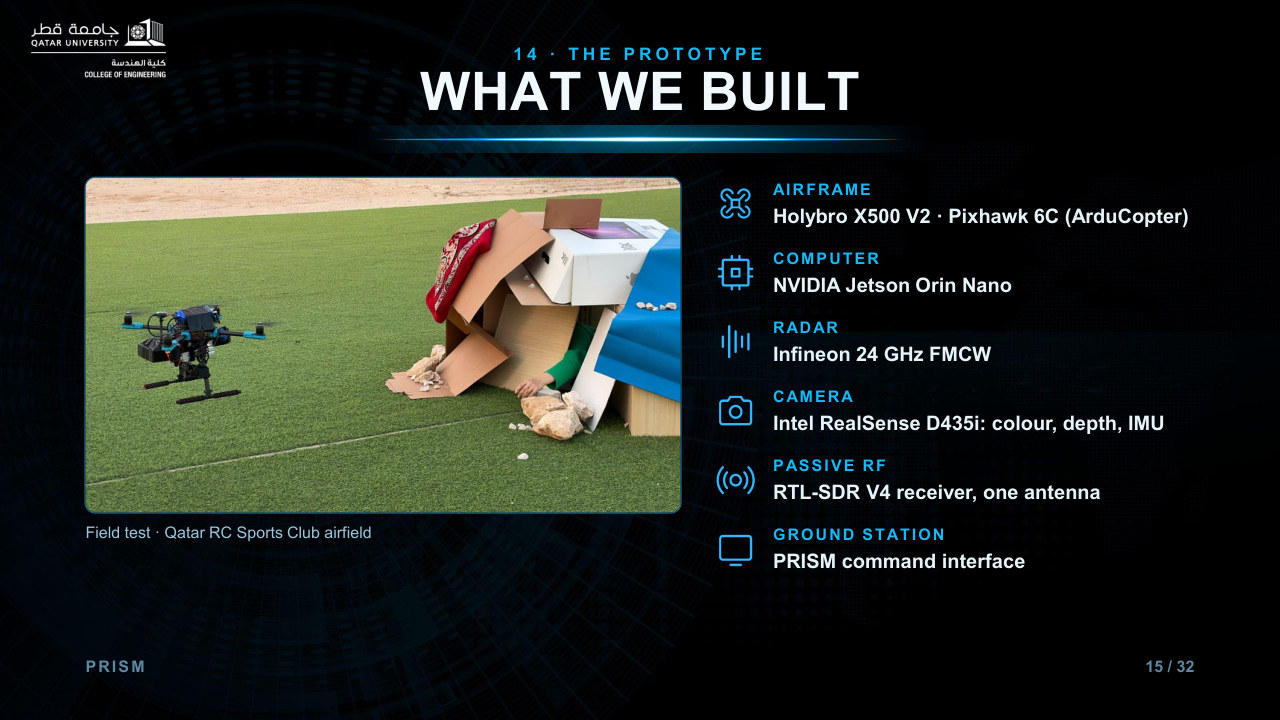 جامعة قطر
QATAR UNIVERSITY
كلية الهندسة
COLLEGE OF ENGINEERING
14 · THE PROTOTYPE
WHAT WE BUILT
AIRFRAME
Holybro X500 V2 · Pixhawk 6C (ArduCopter)
COMPUTER
NVIDIA Jetson Orin Nano
RADAR
Infineon 24 GHz FMCW
CAMERA
Intel RealSense D435i: colour, depth, IMU
PASSIVE RF
RTL-SDR V4 receiver, one antenna
GROUND STATION
PRISM command interface
Field test · Qatar RC Sports Club airfield
PRISM
15 / 32